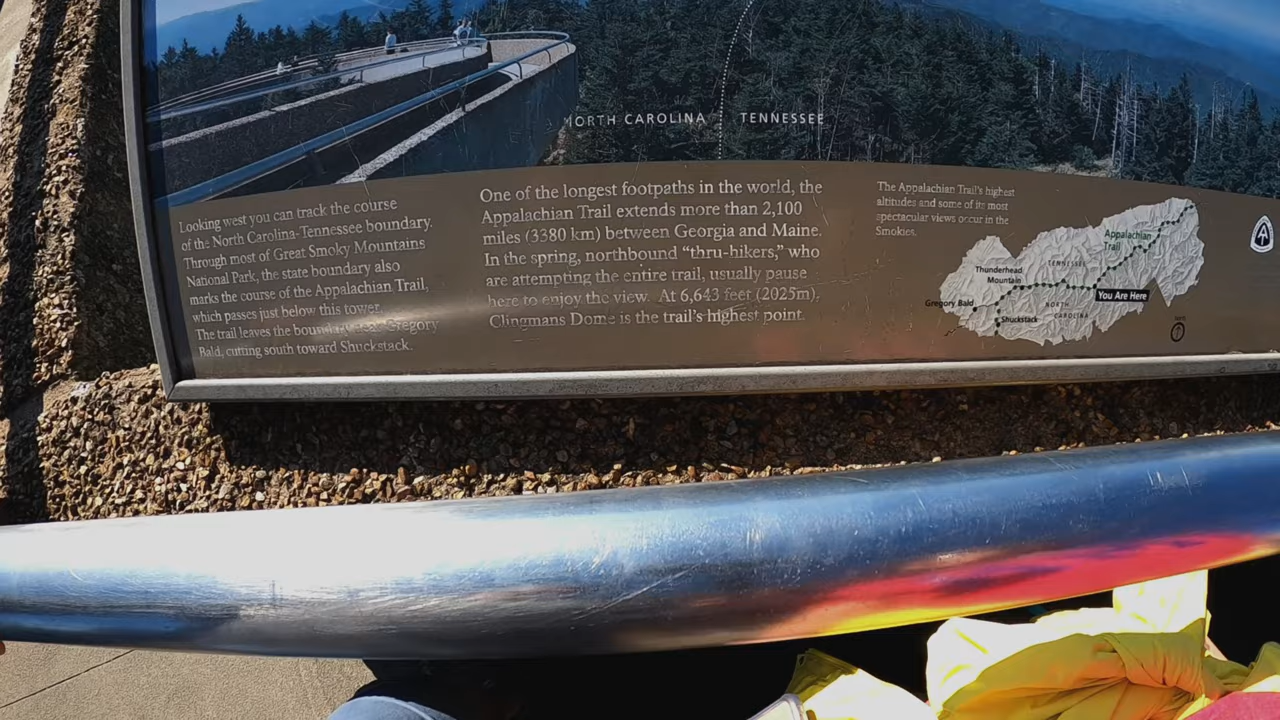 NORTH CAROLINA
TENNESSEE
Looking west you can track the course
of the North Carolina-Tennessee boundary.
Through most of Great Smoky Mountains
National Park, the state boundary also
marks the course of the Appalachian Trail,
which passes just below this tower.
The trail leaves the boundary near Gregory
Bald, cutting south toward Shuckstack.
One of the longest footpaths in the world, the
Appalachian Trail extends more than 2,100
miles (3380 km) between Georgia and Maine.
In the spring, northbound “thru-hikers,” who
are attempting the entire trail, usually pause
here to enjoy the view. At 6,643 feet (2025m),
Clingmans Dome is the trail's highest point.
The Appalachian Trail's highest
altitudes and some of its most
spectacular views occur in the
Smokies.
Appalachian
Trail
TENNESSEE
Thunderhead
Mountain
You Are Here
Gregory Bald
NORTH
CAROLINA
Shuckstack